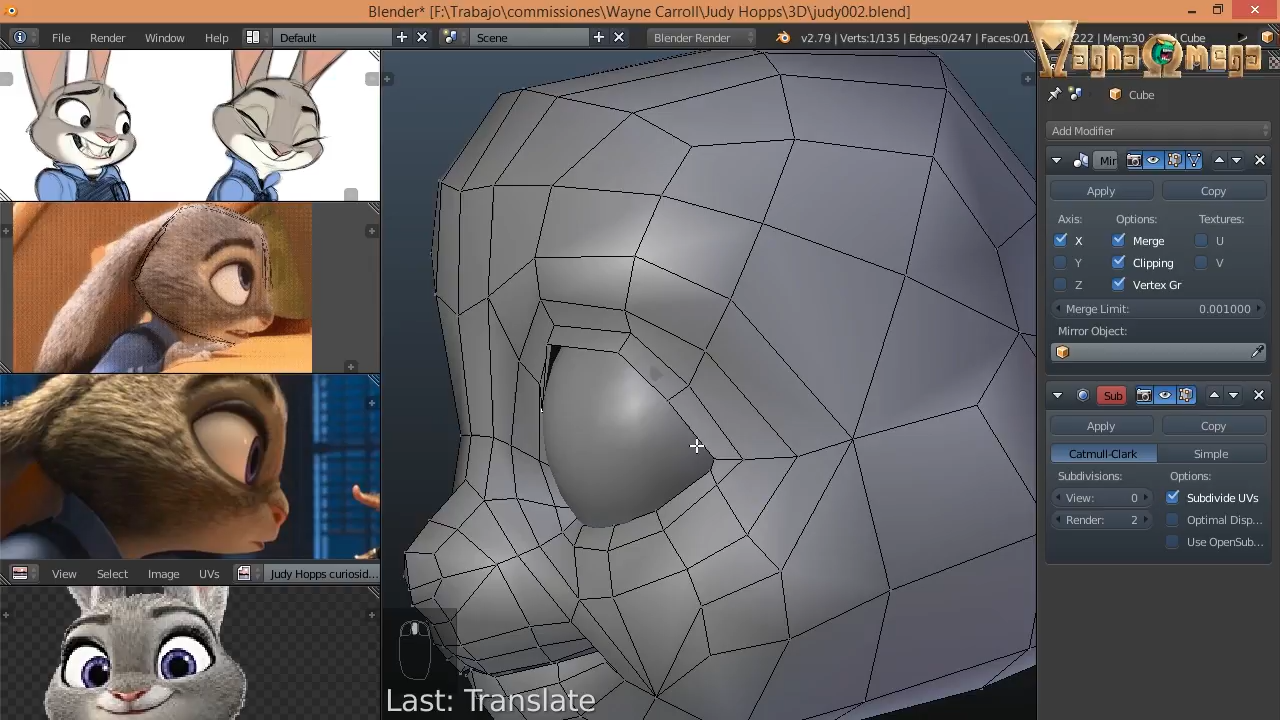 Blender* [F:\Trabajo\commissiones\Wayne Carroll\Judy Hopps\3D\judy002.blend]
File Render Window Help Default Scene Blender Render v2.79 | Verts:1/135 | Edges:0/247 | Faces:0/1 222 | Mem:30. Cube
Magna Omega
Cube
Add Modifier
Mir
Apply Copy
Axis: Options: Textures:
X Merge U
Y Clipping V
Z Vertex Gr
Merge Limit: 0.001000
Mirror Object:
Sub
Apply Copy
Catmull-Clark Simple
Subdivisions: Options:
View: 0 Subdivide UVs
Render: 2 Optimal Disp...
Use OpenSub...
View Select Image UVs Judy Hopps curiosid...
Last: Translate